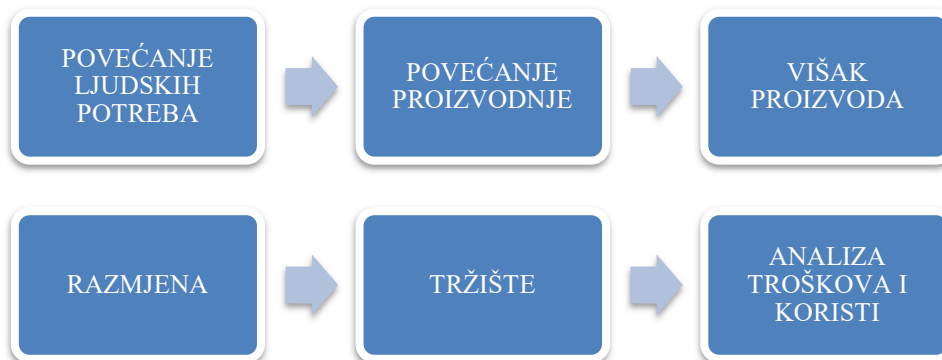 POVEĆANJE
LJUDSKIH
POTREBA
POVEĆANJE
PROIZVODNJE
VIŠAK
PROIZVODA
RAZMJENA
TRŽIŠTE
ANALIZA
TROŠKOVA I
KORISTI